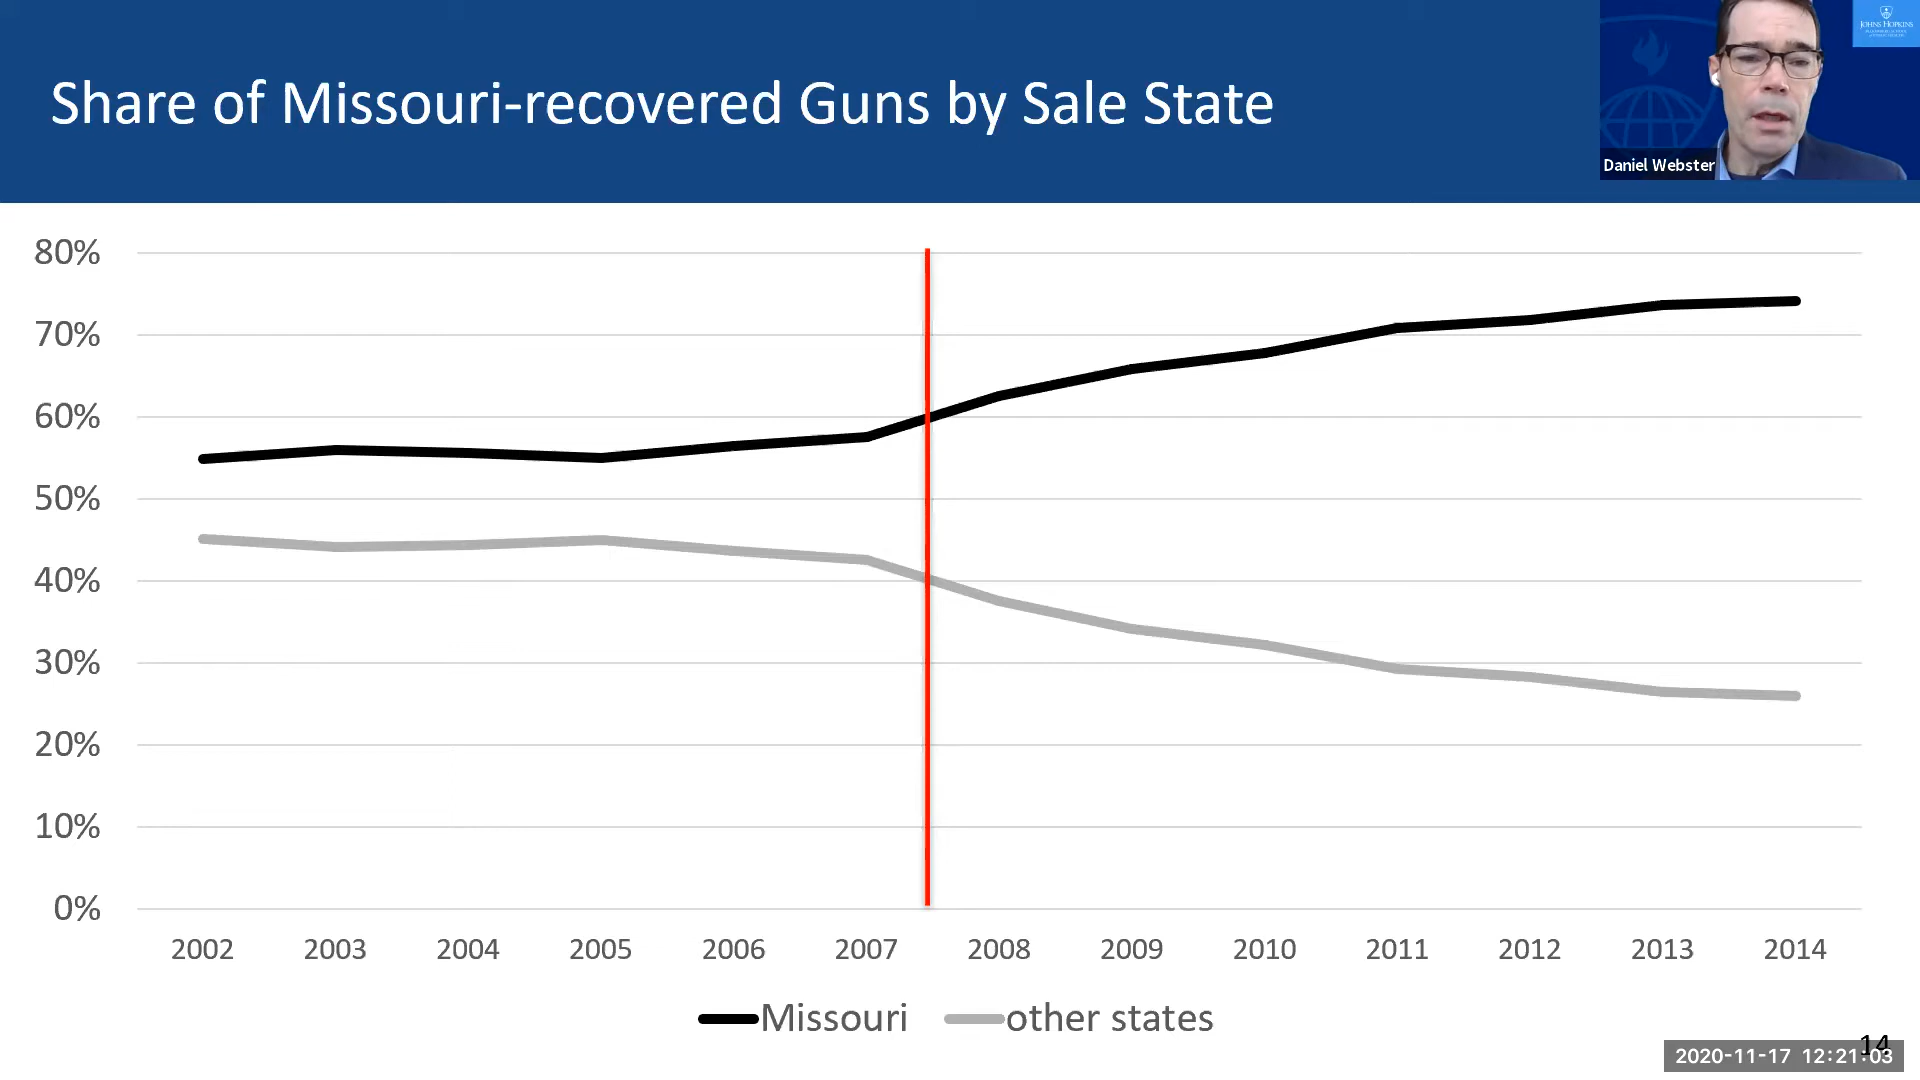 Share of Missouri-recovered Guns by Sale State
JOHNS HOPKINS
Daniel Webster
80%
70%
60%
50%
40%
30%
20%
10%
0%
2002 2003 2004 2005 2006 2007 2008 2009 2010 2011 2012 2013 2014
Missouri other states
14
2020-11-17 12:21:03